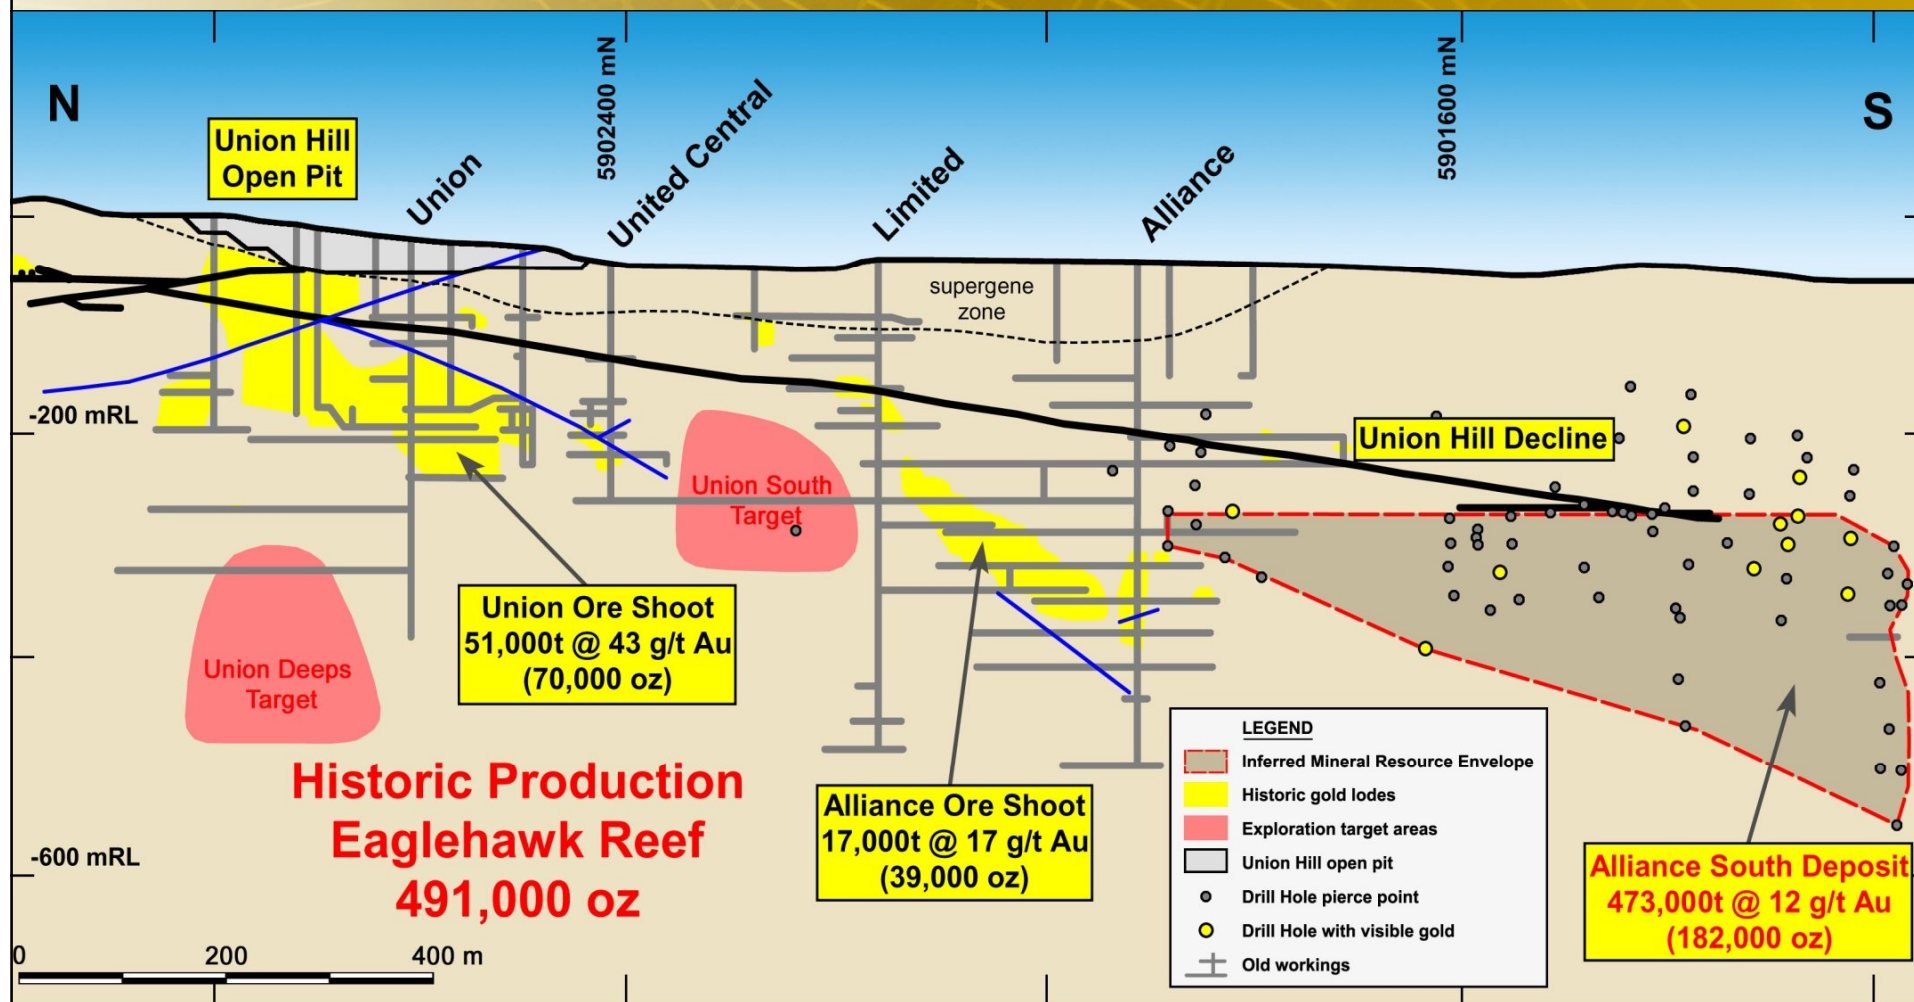 N
S
Union Hill
Open Pit
Union
5902400 mN
United Central
Limited
Alliance
5901600 mN
supergene
zone
-200 mRL
Union Hill Decline
Union South
Target
Union Ore Shoot
51,000t @ 43 g/t Au
(70,000 oz)
Union Deeps
Target
Historic Production
Eaglehawk Reef
491,000 oz
Alliance Ore Shoot
17,000t @ 17 g/t Au
(39,000 oz)
-600 mRL
0 200 400 m
LEGEND
Inferred Mineral Resource Envelope
Historic gold lodes
Exploration target areas
Union Hill open pit
Drill Hole pierce point
Drill Hole with visible gold
Old workings
Alliance South Deposit
473,000t @ 12 g/t Au
(182,000 oz)